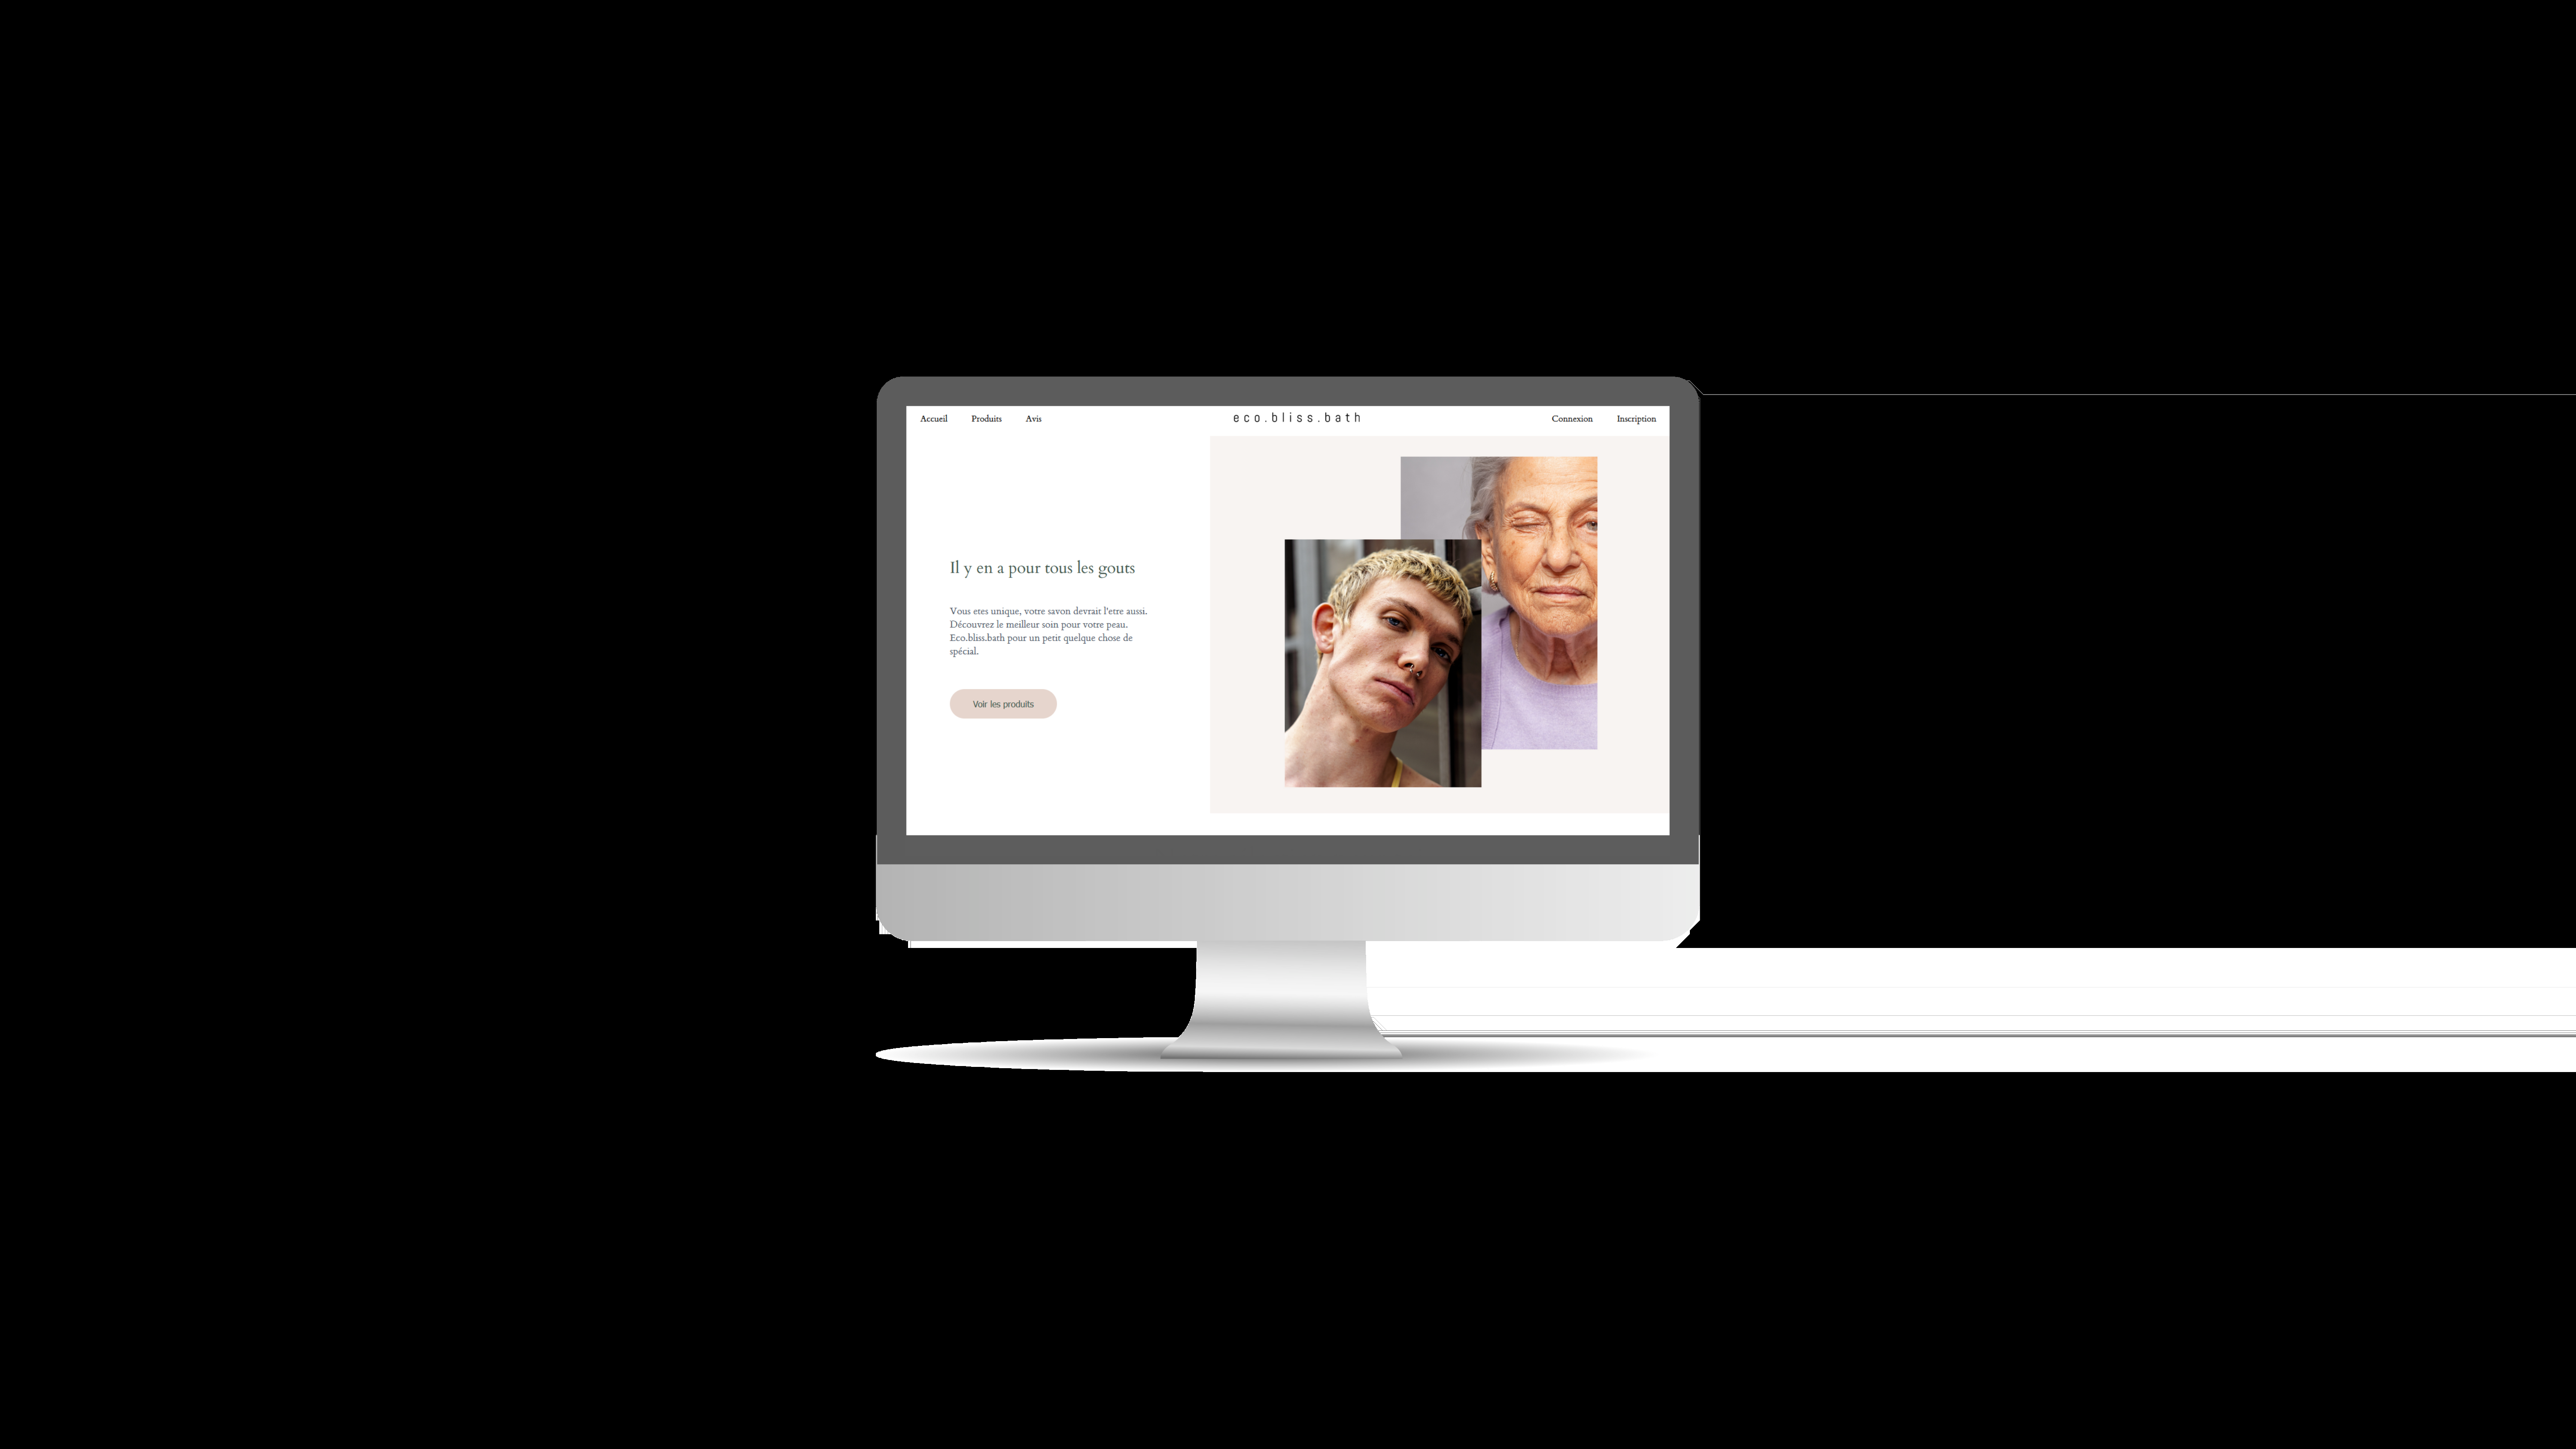 Accueil Produits Avis eco.bliss.bath Connexion Inscription
Il y en a pour tous les gouts
Vous etes unique, votre savon devrait l'etre aussi.
Découvrez le meilleur soin pour votre peau.
Eco.bliss.bath pour un petit quelque chose de
spécial.
Voir les produits